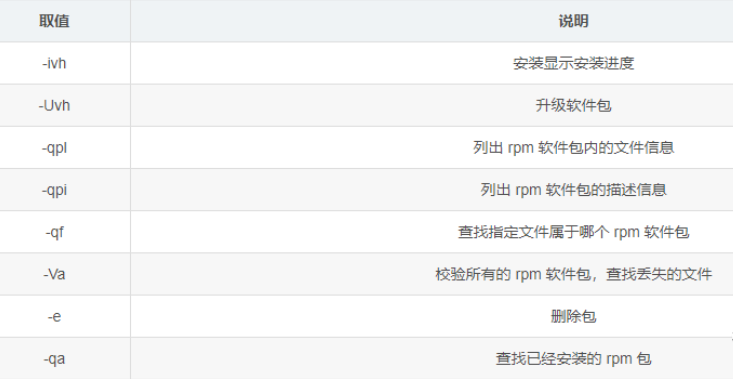 取值 说明
-ivh 安装显示安装进度
-Uvh 升级软件包
-qpl 列出 rpm 软件包内的文件信息
-qpi 列出 rpm 软件包的描述信息
-qf 查找指定文件属于哪个 rpm 软件包
-Va 校验所有的 rpm 软件包，查找丢失的文件
-e 删除包
-qa 查找已经安装的 rpm 包